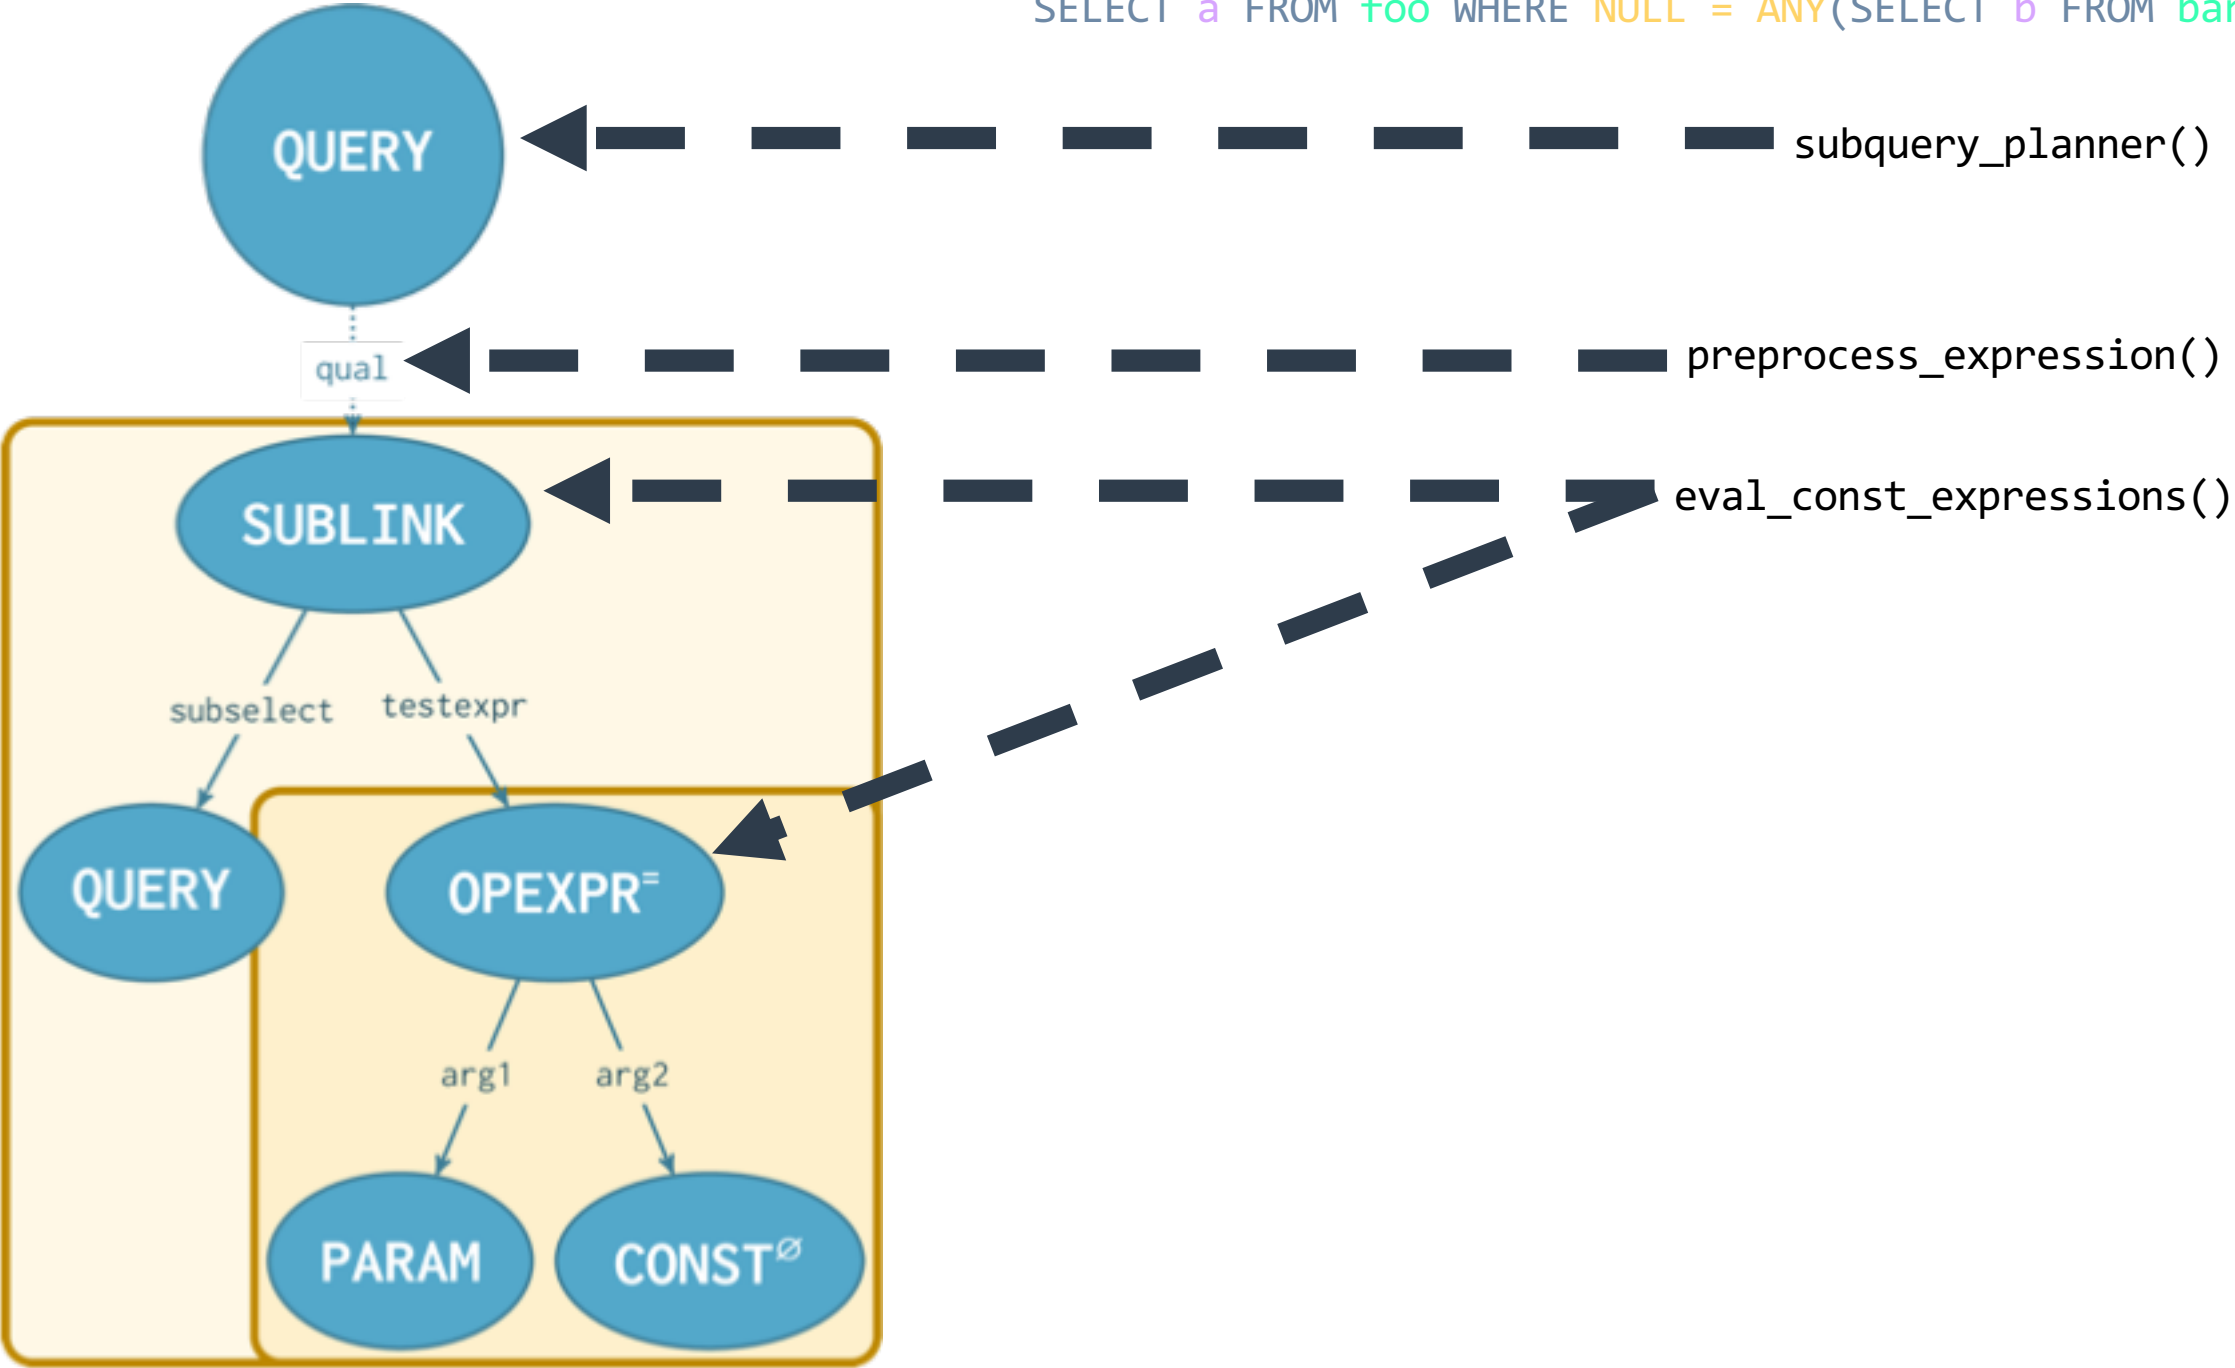 SELECT a FROM foo WHERE NULL = ANY(SELECT b FROM bar
QUERY
subquery_planner()
qual
preprocess_expression()
SUBLINK
eval_const_expressions()
subselect
testexpr
QUERY
OPEXPR=
arg1
arg2
PARAM
CONST∅